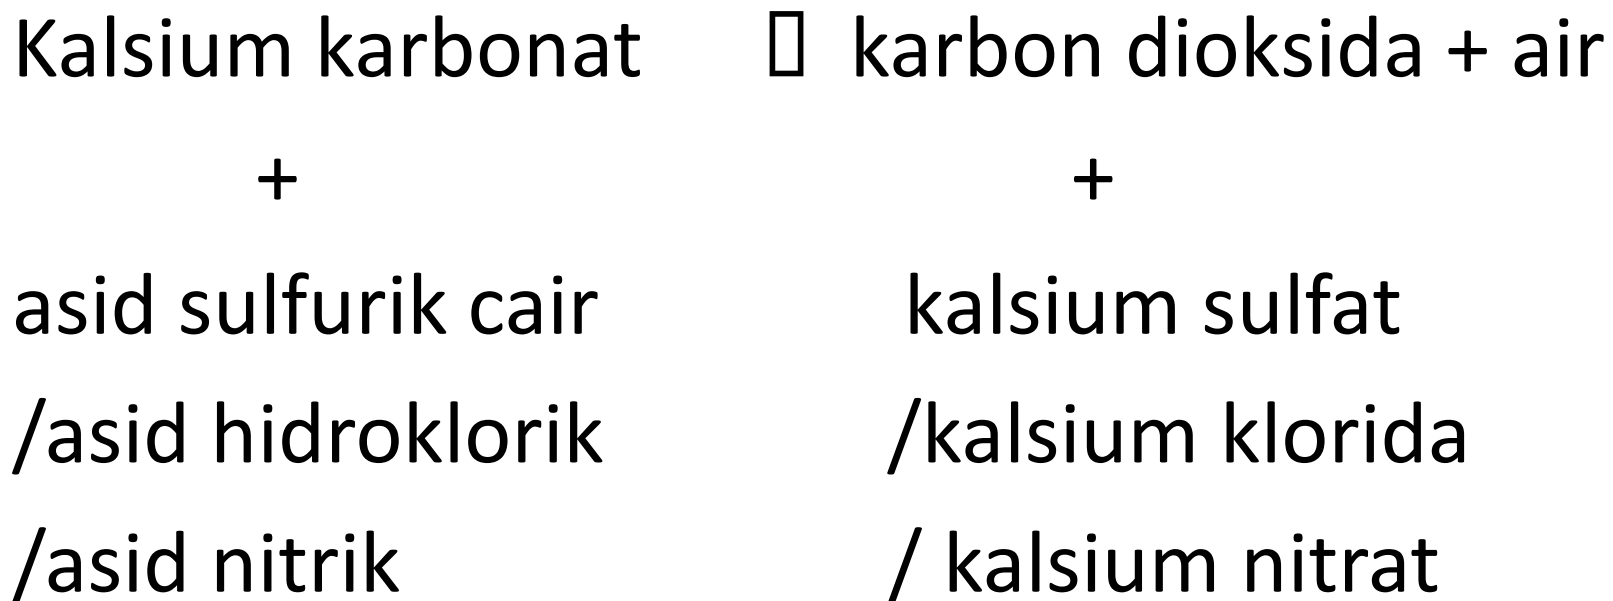 Kalsium karbonat  karbon dioksida + air
+ +
asid sulfurik cair kalsium sulfat
/asid hidroklorik /kalsium klorida
/asid nitrik / kalsium nitrat